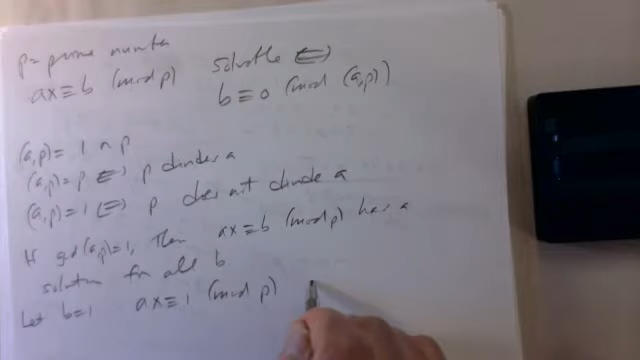 p = prime number
ax ≡ b (mod p) solvable ⟺
b ≡ 0 (mod (a,p))
(a,p) = 1 or p
(a,p) = p ⟺ p divides a
(a,p) = 1 ⟺ p does not divide a
If gcd(a,p)=1, Then ax ≡ b (mod p) has a
solution for all b
Let b=1 ax ≡ 1 (mod p)